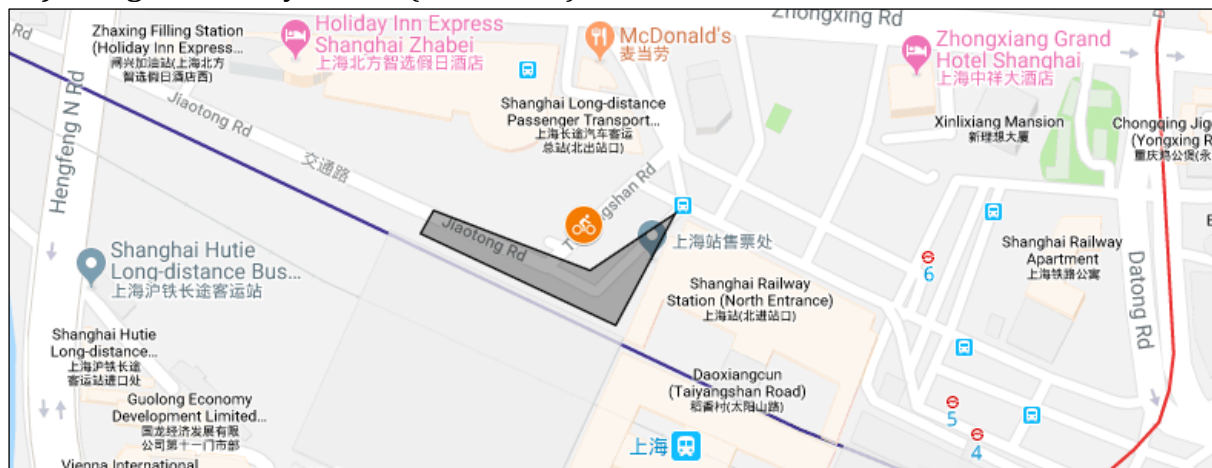 Zhongxing Rd
Rd
Zhaxing Filling Station
(Holiday Inn Express...
闸兴加油站(上海北方
智选假日酒店西)
Holiday Inn Express
Shanghai Zhabei
上海北方智选假日酒店
McDonald's
麦当劳
Zhongxiang Grand
Hotel Shanghai
上海中祥大酒店
Hengfeng N Rd
Jiaotong Rd
交通路
Shanghai Long-distance
Passenger Transport...
上海长途汽车客运
总站(北出站口)
Xinlixiang Mansion
新理想大厦
Chongqing Jig
(Yongxing R
重庆鸡公煲(永
Jiaotong Rd
gshan Rd
上海站售票处
Shanghai Hutie
Long-distance Bus...
上海沪铁长途客运站
Shanghai Railway
Station (North Entrance)
上海站(北进站口)
6
Shanghai Railway
Apartment
上海铁路公寓
Datong Rd
Shanghai Hutie
Long-distance...
上海沪铁长途
客运站进口处
Guolong Economy
Development Limited...
国龙经济发展有限
公司第十一门市部
Daoxiangcun
(Taiyangshan Road)
稻香村(太阳山路)
5
4
上海
Vienna International